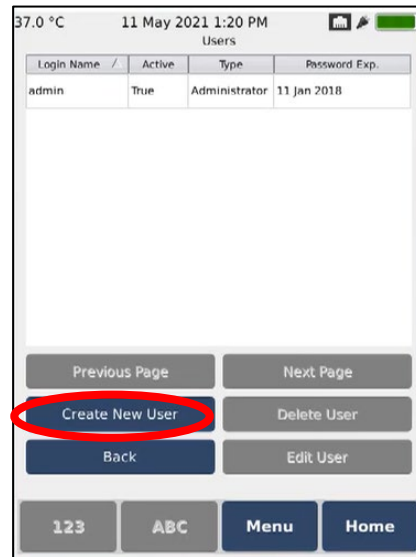 37.0 °C 11 May 2021 1:20 PM
Users
Login Name Active Type Password Exp.
admin True Administrator 11 Jan 2018
Previous Page Next Page
Create New User Delete User
Back Edit User
123 ABC Menu Home